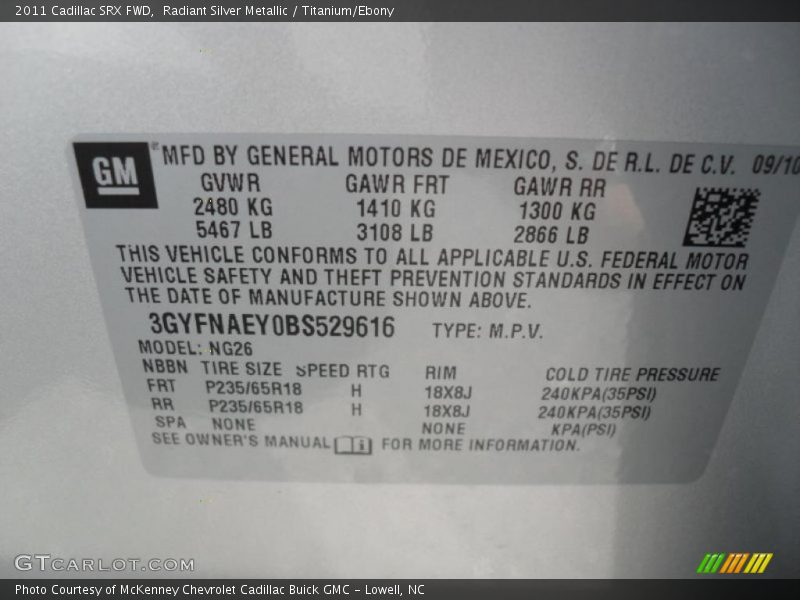 2011 Cadillac SRX FWD,  Radiant Silver Metallic / Titanium/Ebony
GM® MFD BY GENERAL MOTORS DE MEXICO, S. DE R.L. DE C.V. 09/10
GVWR GAWR FRT GAWR RR
2480 KG 1410 KG 1300 KG
5467 LB 3108 LB 2866 LB
THIS VEHICLE CONFORMS TO ALL APPLICABLE U.S. FEDERAL MOTOR
VEHICLE SAFETY AND THEFT PREVENTION STANDARDS IN EFFECT ON
THE DATE OF MANUFACTURE SHOWN ABOVE.
3GYFNAEY0BS529616 TYPE: M.P.V.
MODEL: NG26
NBBN TIRE SIZE SPEED RTG RIM COLD TIRE PRESSURE
FRT P235/65R18 H 18X8J 240KPA(35PSI)
RR P235/65R18 H 18X8J 240KPA(35PSI)
SPA NONE NONE KPA(PSI)
SEE OWNER'S MANUAL FOR MORE INFORMATION.
GTCARLOT.COM
Photo Courtesy of McKenney Chevrolet Cadillac Buick GMC - Lowell, NC